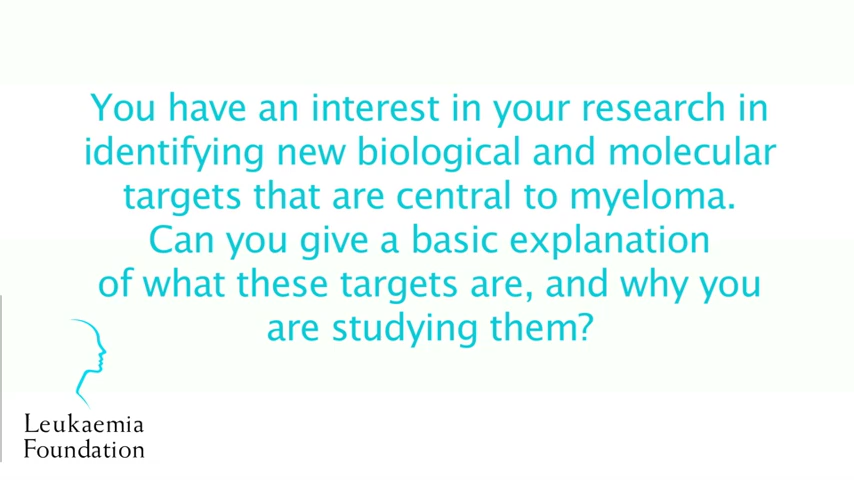 You have an interest in your research in
identifying new biological and molecular
targets that are central to myeloma.
Can you give a basic explanation
of what these targets are, and why you
are studying them?
Leukaemia
Foundation